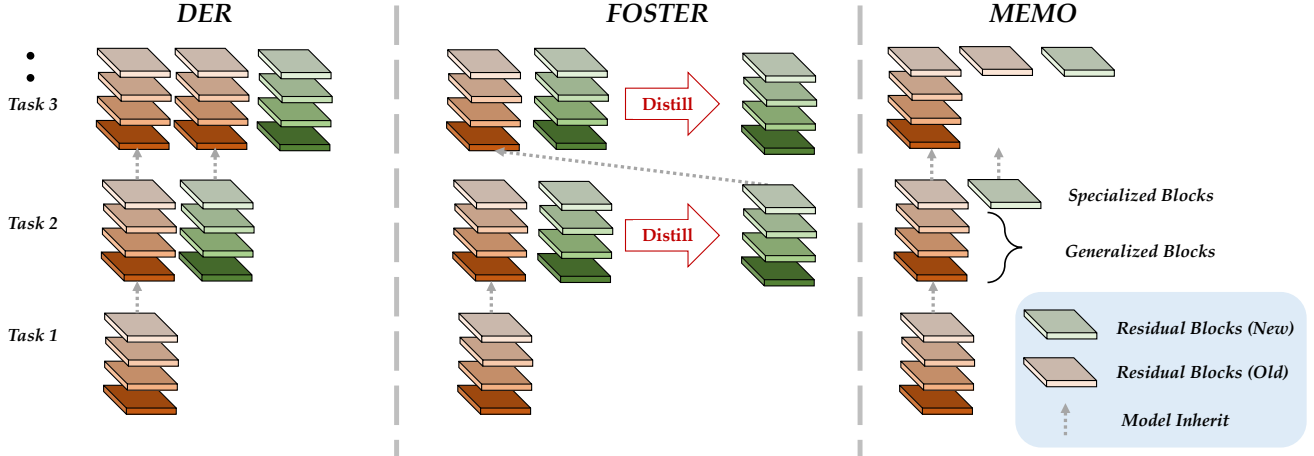 DER
FOSTER
MEMO
Task 3
Distill
Task 2
Distill
Specialized Blocks
Generalized Blocks
Task 1
Residual Blocks (New)
Residual Blocks (Old)
Model Inherit